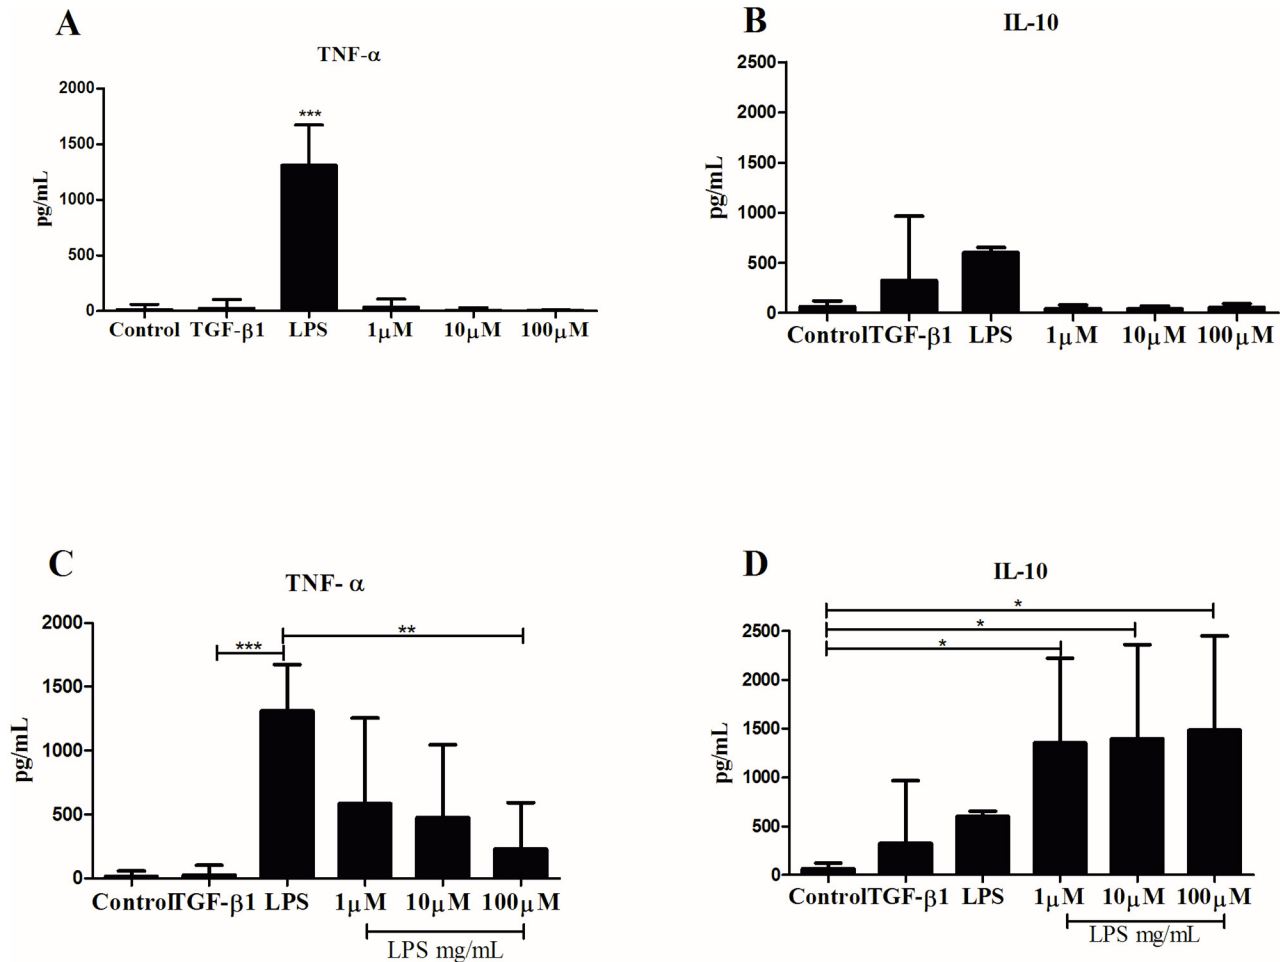 A
TNF-α
2000
1500
1000
500
0
pg/mL
***
Control TGF-β1 LPS 1μM 10μM 100μM
B
IL-10
2500
2000
1500
1000
500
0
pg/mL
Control TGF-β1 LPS 1μM 10μM 100μM
C
TNF- α
2000
1500
1000
500
0
pg/mL
***
**
Control TGF-β1 LPS 1μM 10μM 100μM
LPS mg/mL
D
IL-10
2500
2000
1500
1000
500
0
pg/mL
*
*
*
Control TGF-β1 LPS 1μM 10μM 100μM
LPS mg/mL